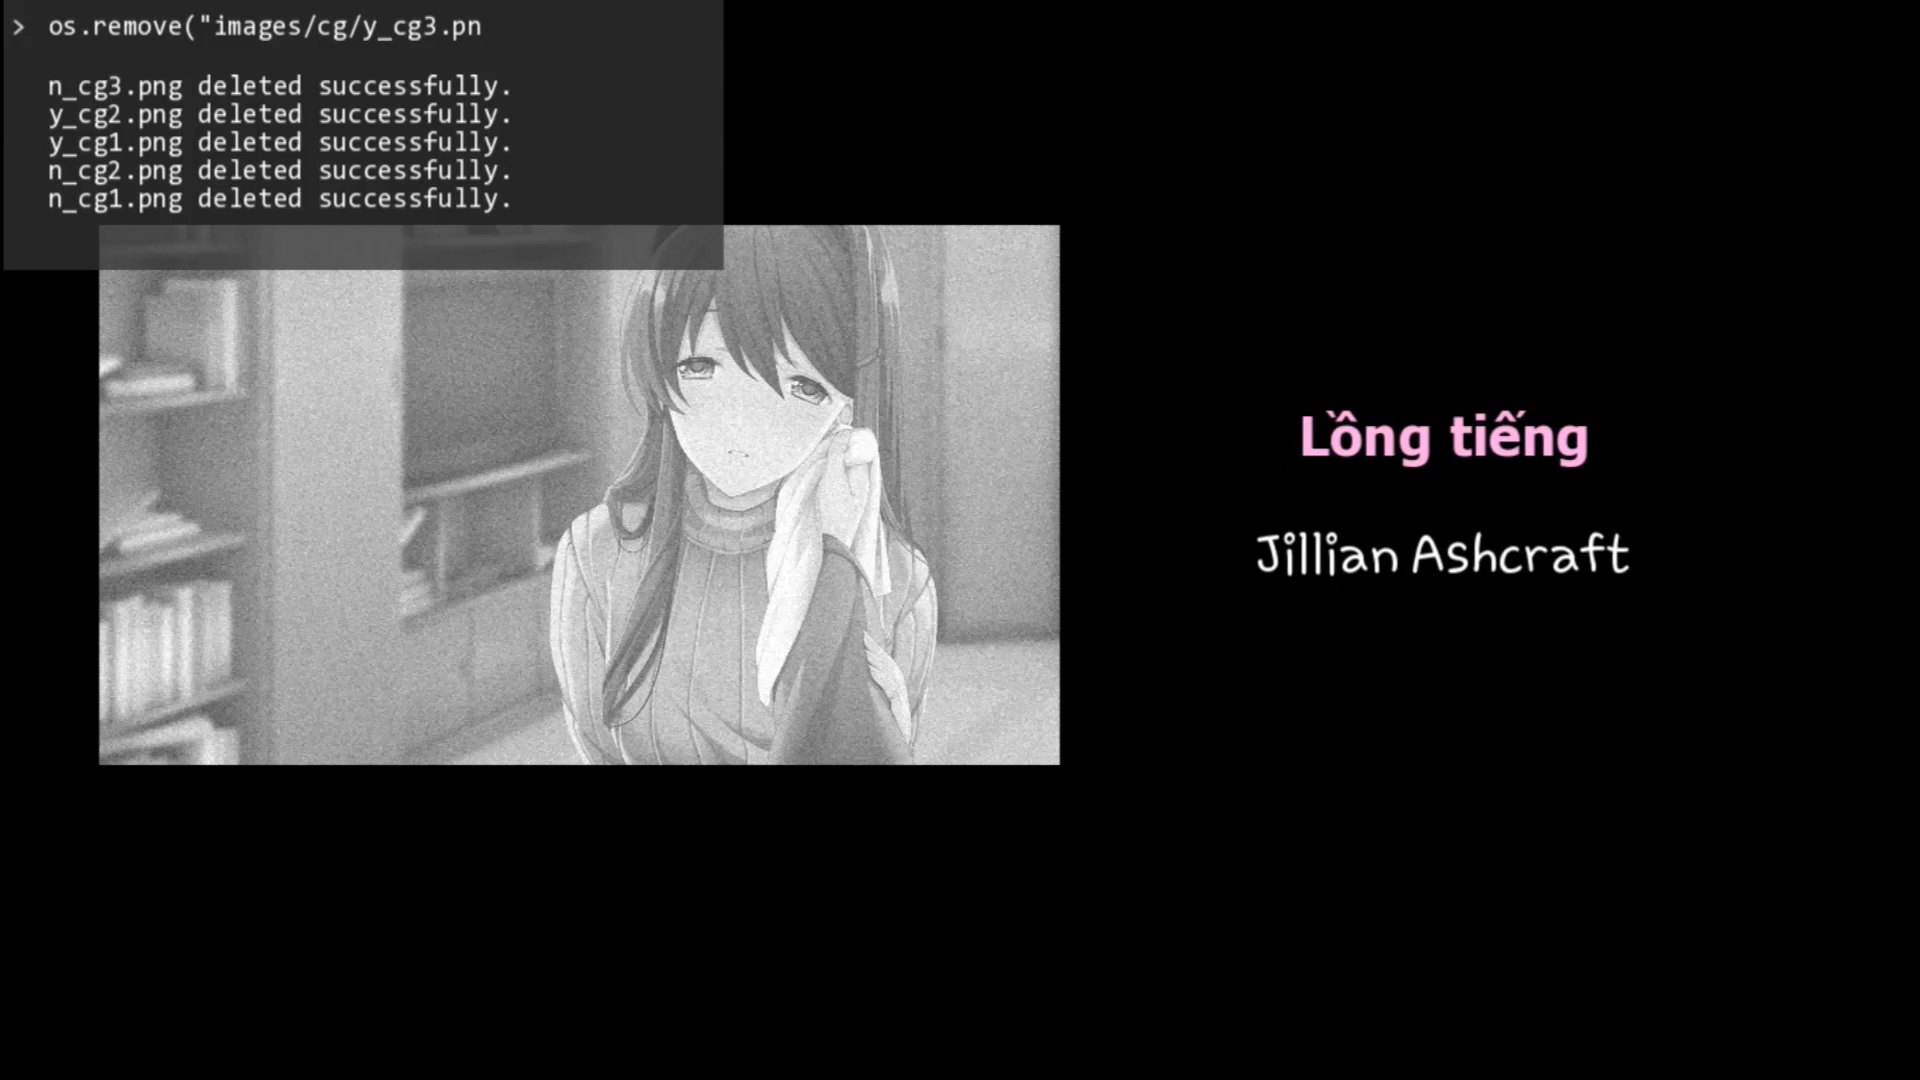 > os.remove("images/cg/y_cg3.pn
n_cg3.png deleted successfully.
y_cg2.png deleted successfully.
y_cg1.png deleted successfully.
n_cg2.png deleted successfully.
n_cg1.png deleted successfully.
Lồng tiếng
Jillian Ashcraft